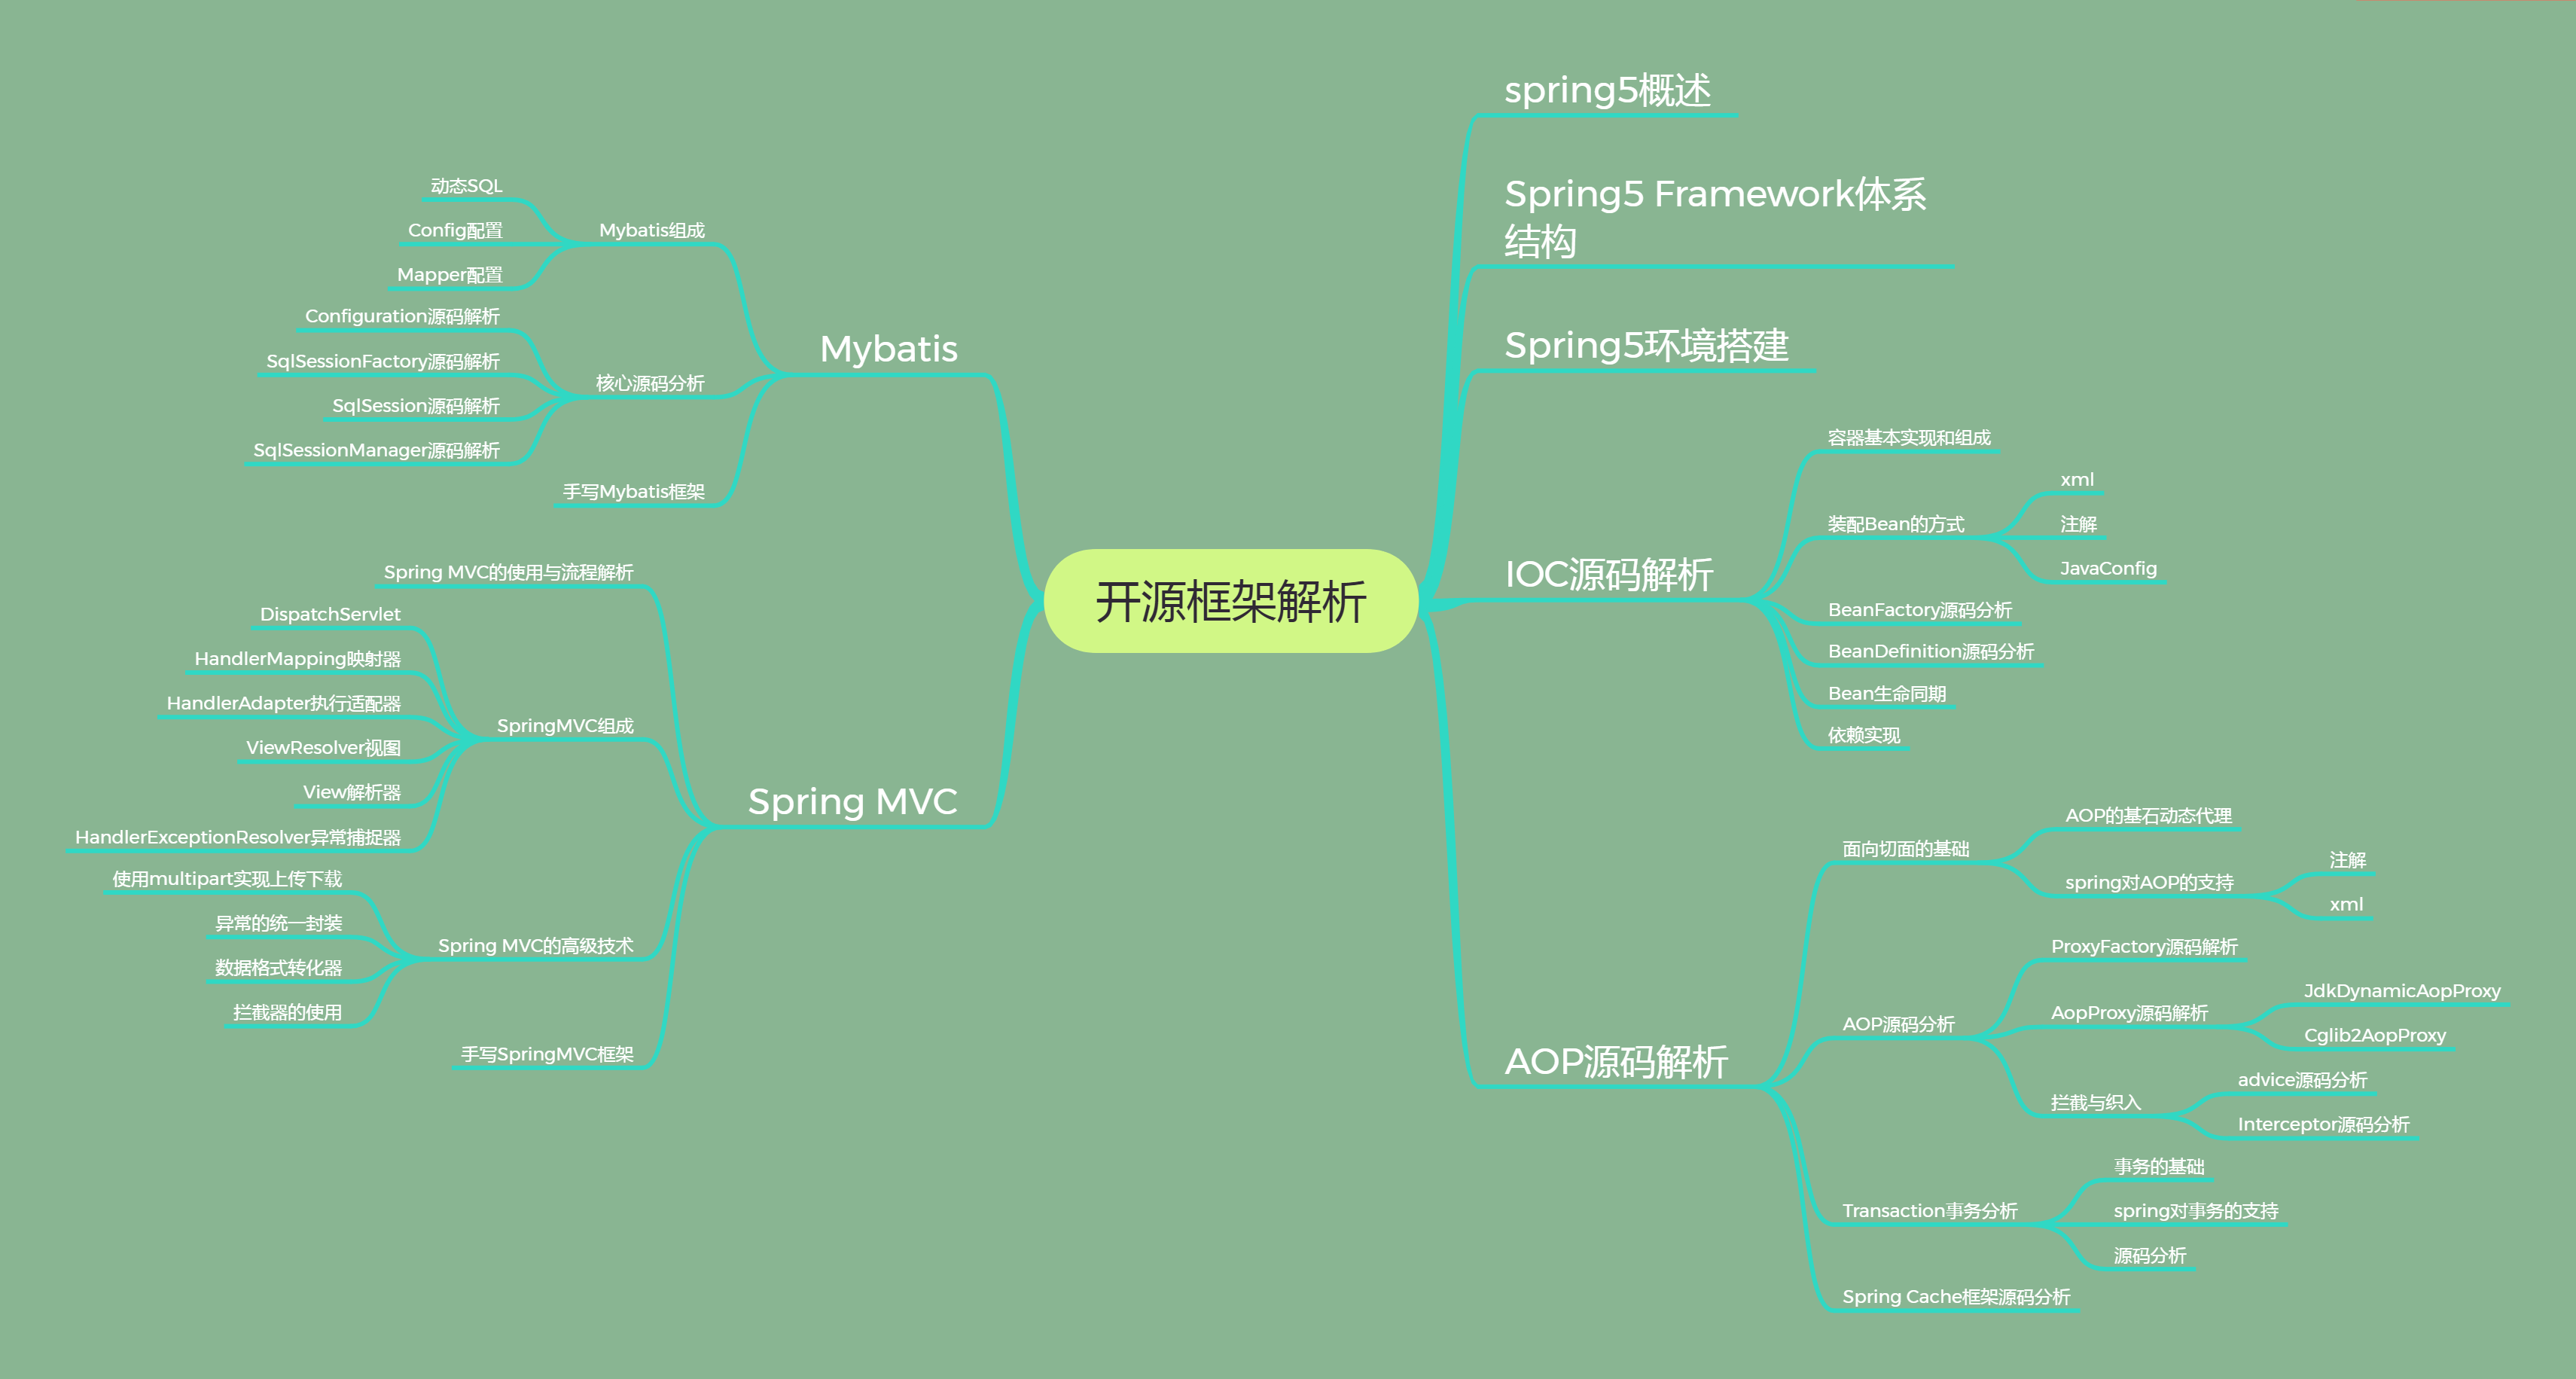 开源框架解析
spring5概述
Spring5 Framework体系
结构
Spring5环境搭建
IOC源码解析
容器基本实现和组成
装配Bean的方式
xml
注解
JavaConfig
BeanFactory源码分析
BeanDefinition源码分析
Bean生命同期
依赖实现
AOP源码解析
面向切面的基础
AOP的基石动态代理
spring对AOP的支持
注解
xml
AOP源码分析
ProxyFactory源码解析
AopProxy源码解析
JdkDynamicAopProxy
Cglib2AopProxy
拦截与织入
advice源码分析
Interceptor源码分析
Transaction事务分析
事务的基础
spring对事务的支持
源码分析
Spring Cache框架源码分析
Mybatis
Mybatis组成
动态SQL
Config配置
Mapper配置
核心源码分析
Configuration源码解析
SqlSessionFactory源码解析
SqlSession源码解析
SqlSessionManager源码解析
手写Mybatis框架
Spring MVC
Spring MVC的使用与流程解析
SpringMVC组成
DispatchServlet
HandlerMapping映射器
HandlerAdapter执行适配器
ViewResolver视图
View解析器
HandlerExceptionResolver异常捕捉器
Spring MVC的高级技术
使用multipart实现上传下载
异常的统一封装
数据格式转化器
拦截器的使用
手写SpringMVC框架